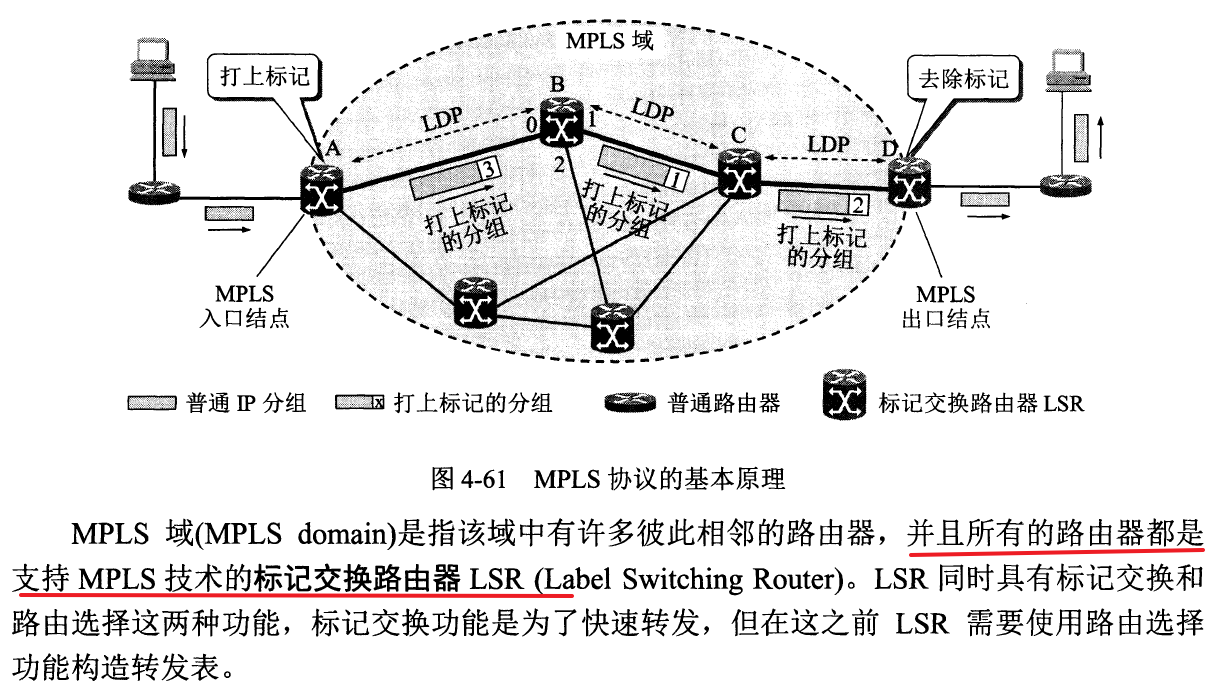 MPLS 域
打上标记
去除标记
B
LDP
LDP
0
1
A
C
LDP
D
2
3
1
2
打上标记
的分组
打上标记
的分组
打上标记
的分组
MPLS
入口结点
MPLS
出口结点
普通 IP 分组
x
打上标记的分组
普通路由器
标记交换路由器 LSR
图 4-61 MPLS 协议的基本原理
MPLS 域(MPLS domain)是指该域中有许多彼此相邻的路由器，并且所有的路由器都是
支持 MPLS 技术的标记交换路由器 LSR (Label Switching Router)。LSR 同时具有标记交换和
路由选择这两种功能，标记交换功能是为了快速转发，但在这之前 LSR 需要使用路由选择
功能构造转发表。